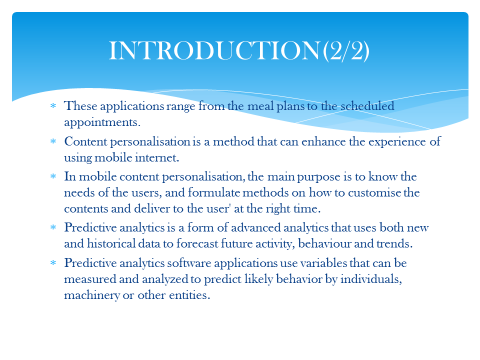 INTRODUCTION(2/2)
* These applications range from the meal plans to the scheduled
appointments.
* Content personalisation is a method that can enhance the experience of
using mobile internet.
* In mobile content personalisation, the main purpose is to know the
needs of the users, and formulate methods on how to customise the
contents and deliver to the user' at the right time.
* Predictive analytics is a form of advanced analytics that uses both new
and historical data to forecast future activity, behaviour and trends.
* Predictive analytics software applications use variables that can be
measured and analyzed to predict likely behavior by individuals,
machinery or other entities.